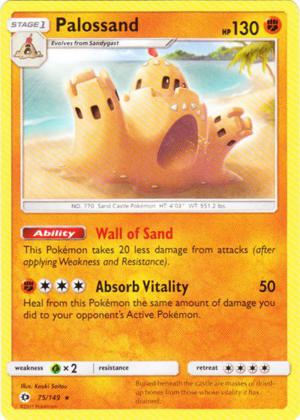 STAGE 1
Palossand
HP 130
Evolves from Sandygast
NO. 770 Sand Castle Pokémon HT: 4'03" WT: 551.2 lbs.
Ability Wall of Sand
This Pokémon takes 20 less damage from attacks (after
applying Weakness and Resistance).
Absorb Vitality 50
Heal from this Pokémon the same amount of damage you
did to your opponent's Active Pokémon.
weakness × 2 resistance retreat
Illus. Kouki Saitou
75/149 ★
Buried beneath the castle are masses of
dried-up bones from those whose
vitality it has drained.